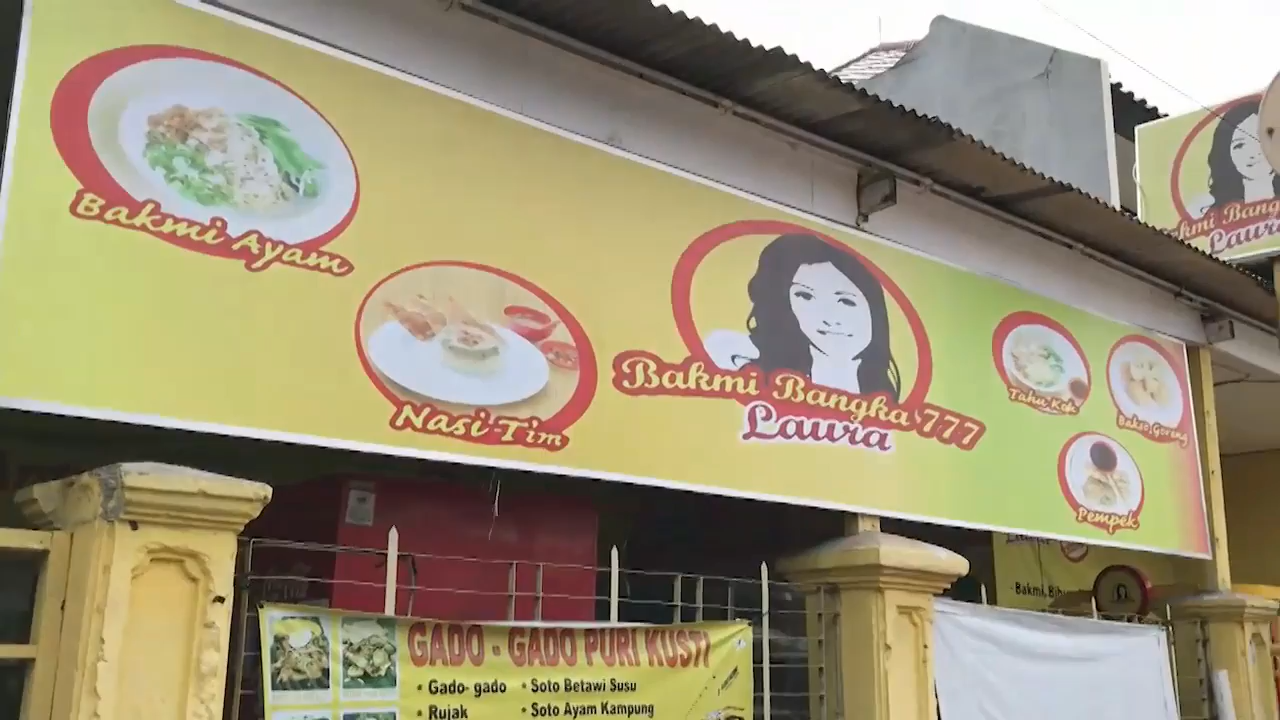 Bakmi Ayam
Nasi Tim
Bakmi Bangka 777
Laura
Tahu Kok
Bakso Goreng
Pempek
Bakmi Bangka
Laura
Bakmi,
GADO - GADO PURI KUSTI
• Gado- gado
• Soto Betawi Susu
• Rujak
• Soto Ayam Kampung